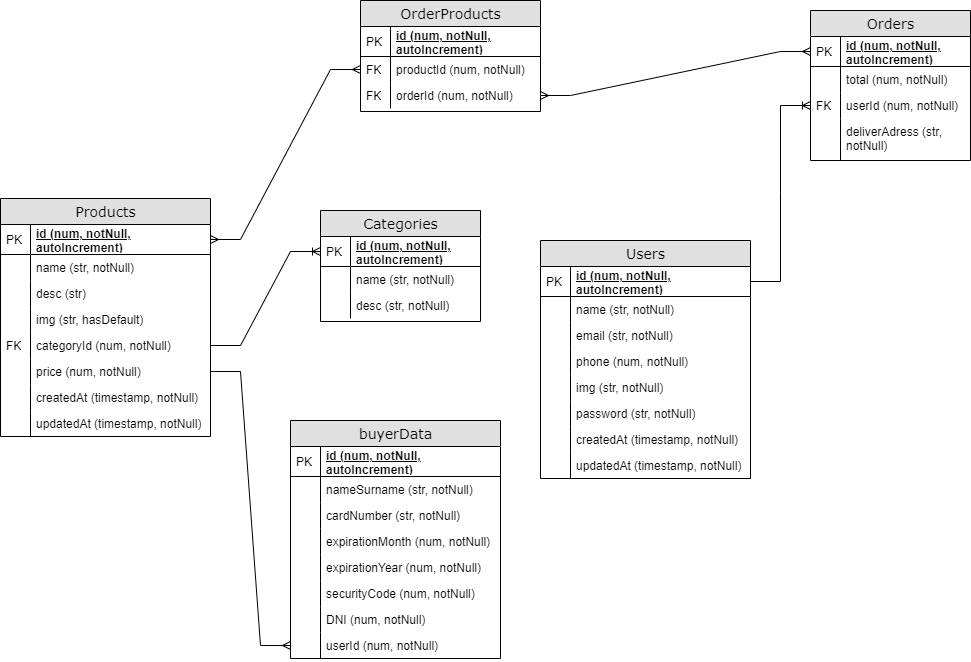 OrderProducts
PK
id (num, notNull,
autoIncrement)
FK
productId (num, notNull)
FK
orderId (num, notNull)
Orders
PK
id (num, notNull,
autoIncrement)
total (num, notNull)
FK
userId (num, notNull)
deliverAdress (str,
notNull)
Products
PK
id (num, notNull,
autoIncrement)
name (str, notNull)
desc (str)
img (str, hasDefault)
FK
categoryId (num, notNull)
price (num, notNull)
createdAt (timestamp, notNull)
updatedAt (timestamp, notNull)
Categories
PK
id (num, notNull,
autoIncrement)
name (str, notNull)
desc (str, notNull)
Users
PK
id (num, notNull,
autoIncrement)
name (str, notNull)
email (str, notNull)
phone (num, notNull)
img (str, notNull)
password (str, notNull)
createdAt (timestamp, notNull)
updatedAt (timestamp, notNull)
buyerData
PK
id (num, notNull,
autoIncrement)
nameSurname (str, notNull)
cardNumber (str, notNull)
expirationMonth (num, notNull)
expirationYear (num, notNull)
securityCode (num, notNull)
DNI (num, notNull)
userId (num, notNull)